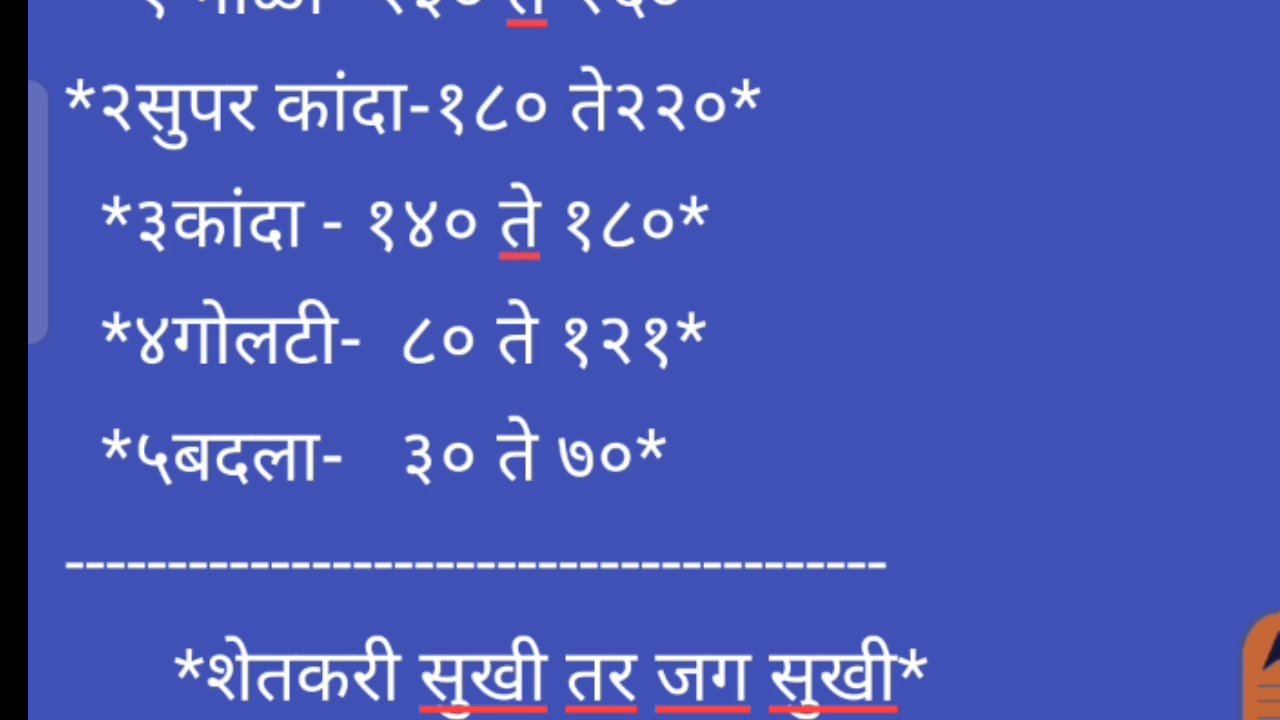 *२सुपर कांदा-१८० ते२२०*
*३कांदा - १४० ते १८०*
*४गोलटी-  ८० ते १२१*
*५बदला-   ३० ते ७०*
----------------------------------------
*शेतकरी सुखी तर जग सुखी*